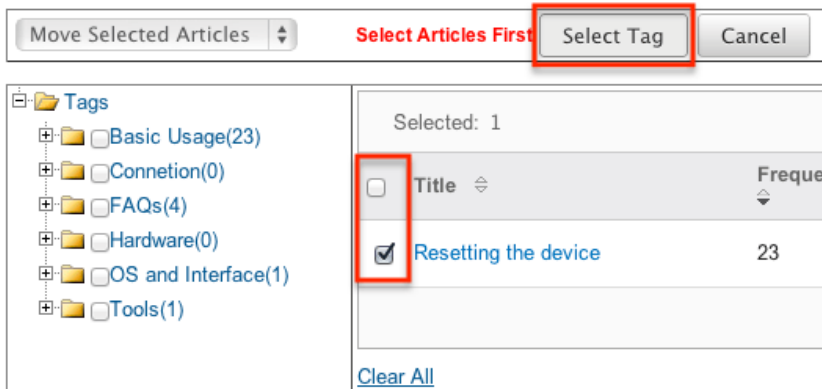 Move Selected Articles
Select Articles First
Select Tag
Cancel
Tags
Basic Usage(23)
Connetion(0)
FAQs(4)
Hardware(0)
OS and Interface(1)
Tools(1)
Selected: 1
Title
Freque
Resetting the device
23
Clear All